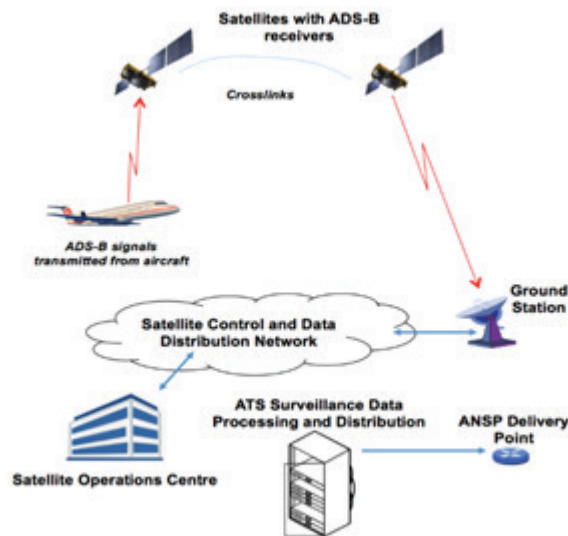 Satellites with ADS-B
receivers
Crosslinks
ADS-B signals
transmitted from aircraft
Ground
Station
Satellite Control and Data
Distribution Network
ATS Surveillance Data
Processing and Distribution
ANSP Delivery
Point
Satellite Operations Centre